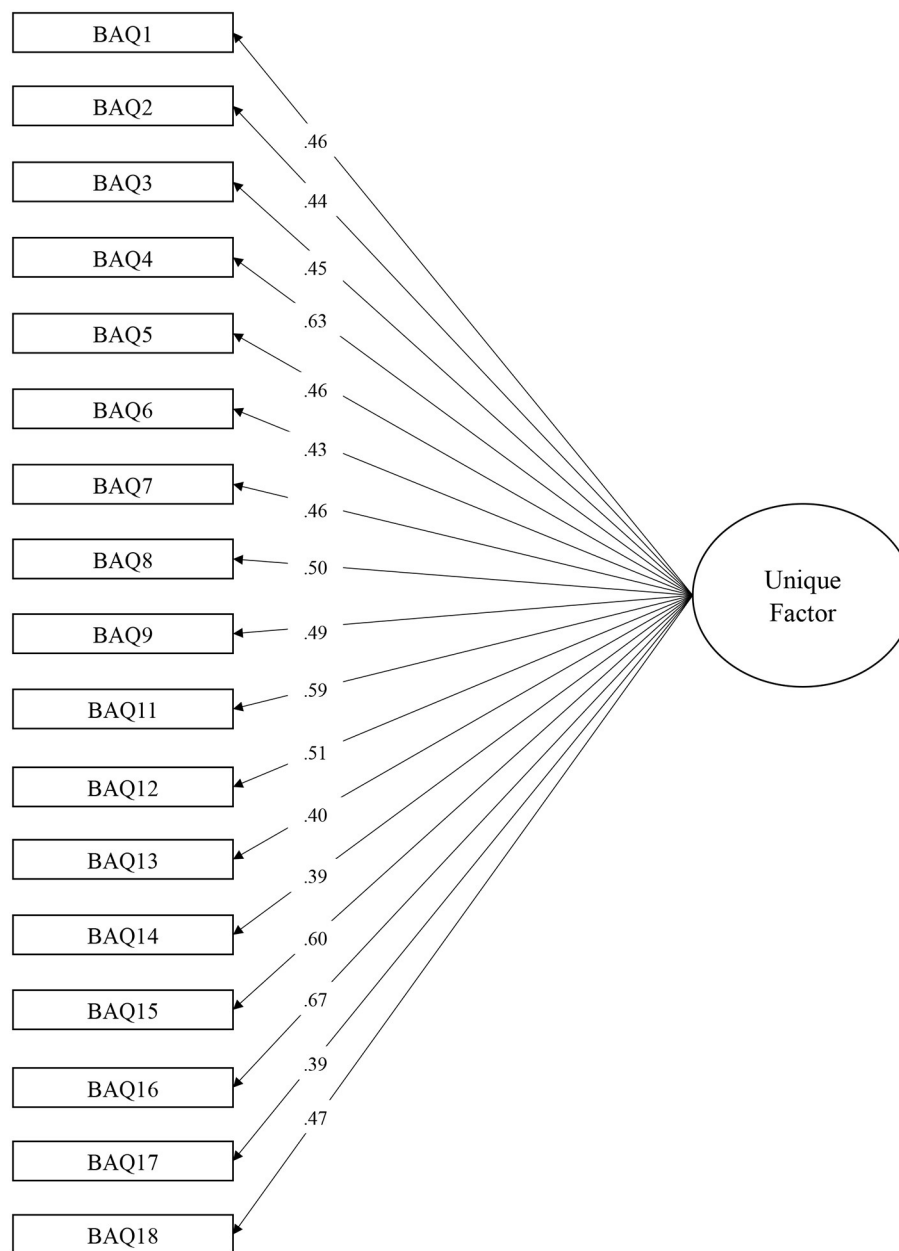 BAQ1
.46
BAQ2
.44
BAQ3
.45
BAQ4
.63
BAQ5
.46
BAQ6
.43
BAQ7
.46
BAQ8
.50
BAQ9
.49
BAQ11
.59
BAQ12
.51
BAQ13
.40
BAQ14
.39
BAQ15
.60
BAQ16
.67
BAQ17
.39
BAQ18
.47
Unique
Factor